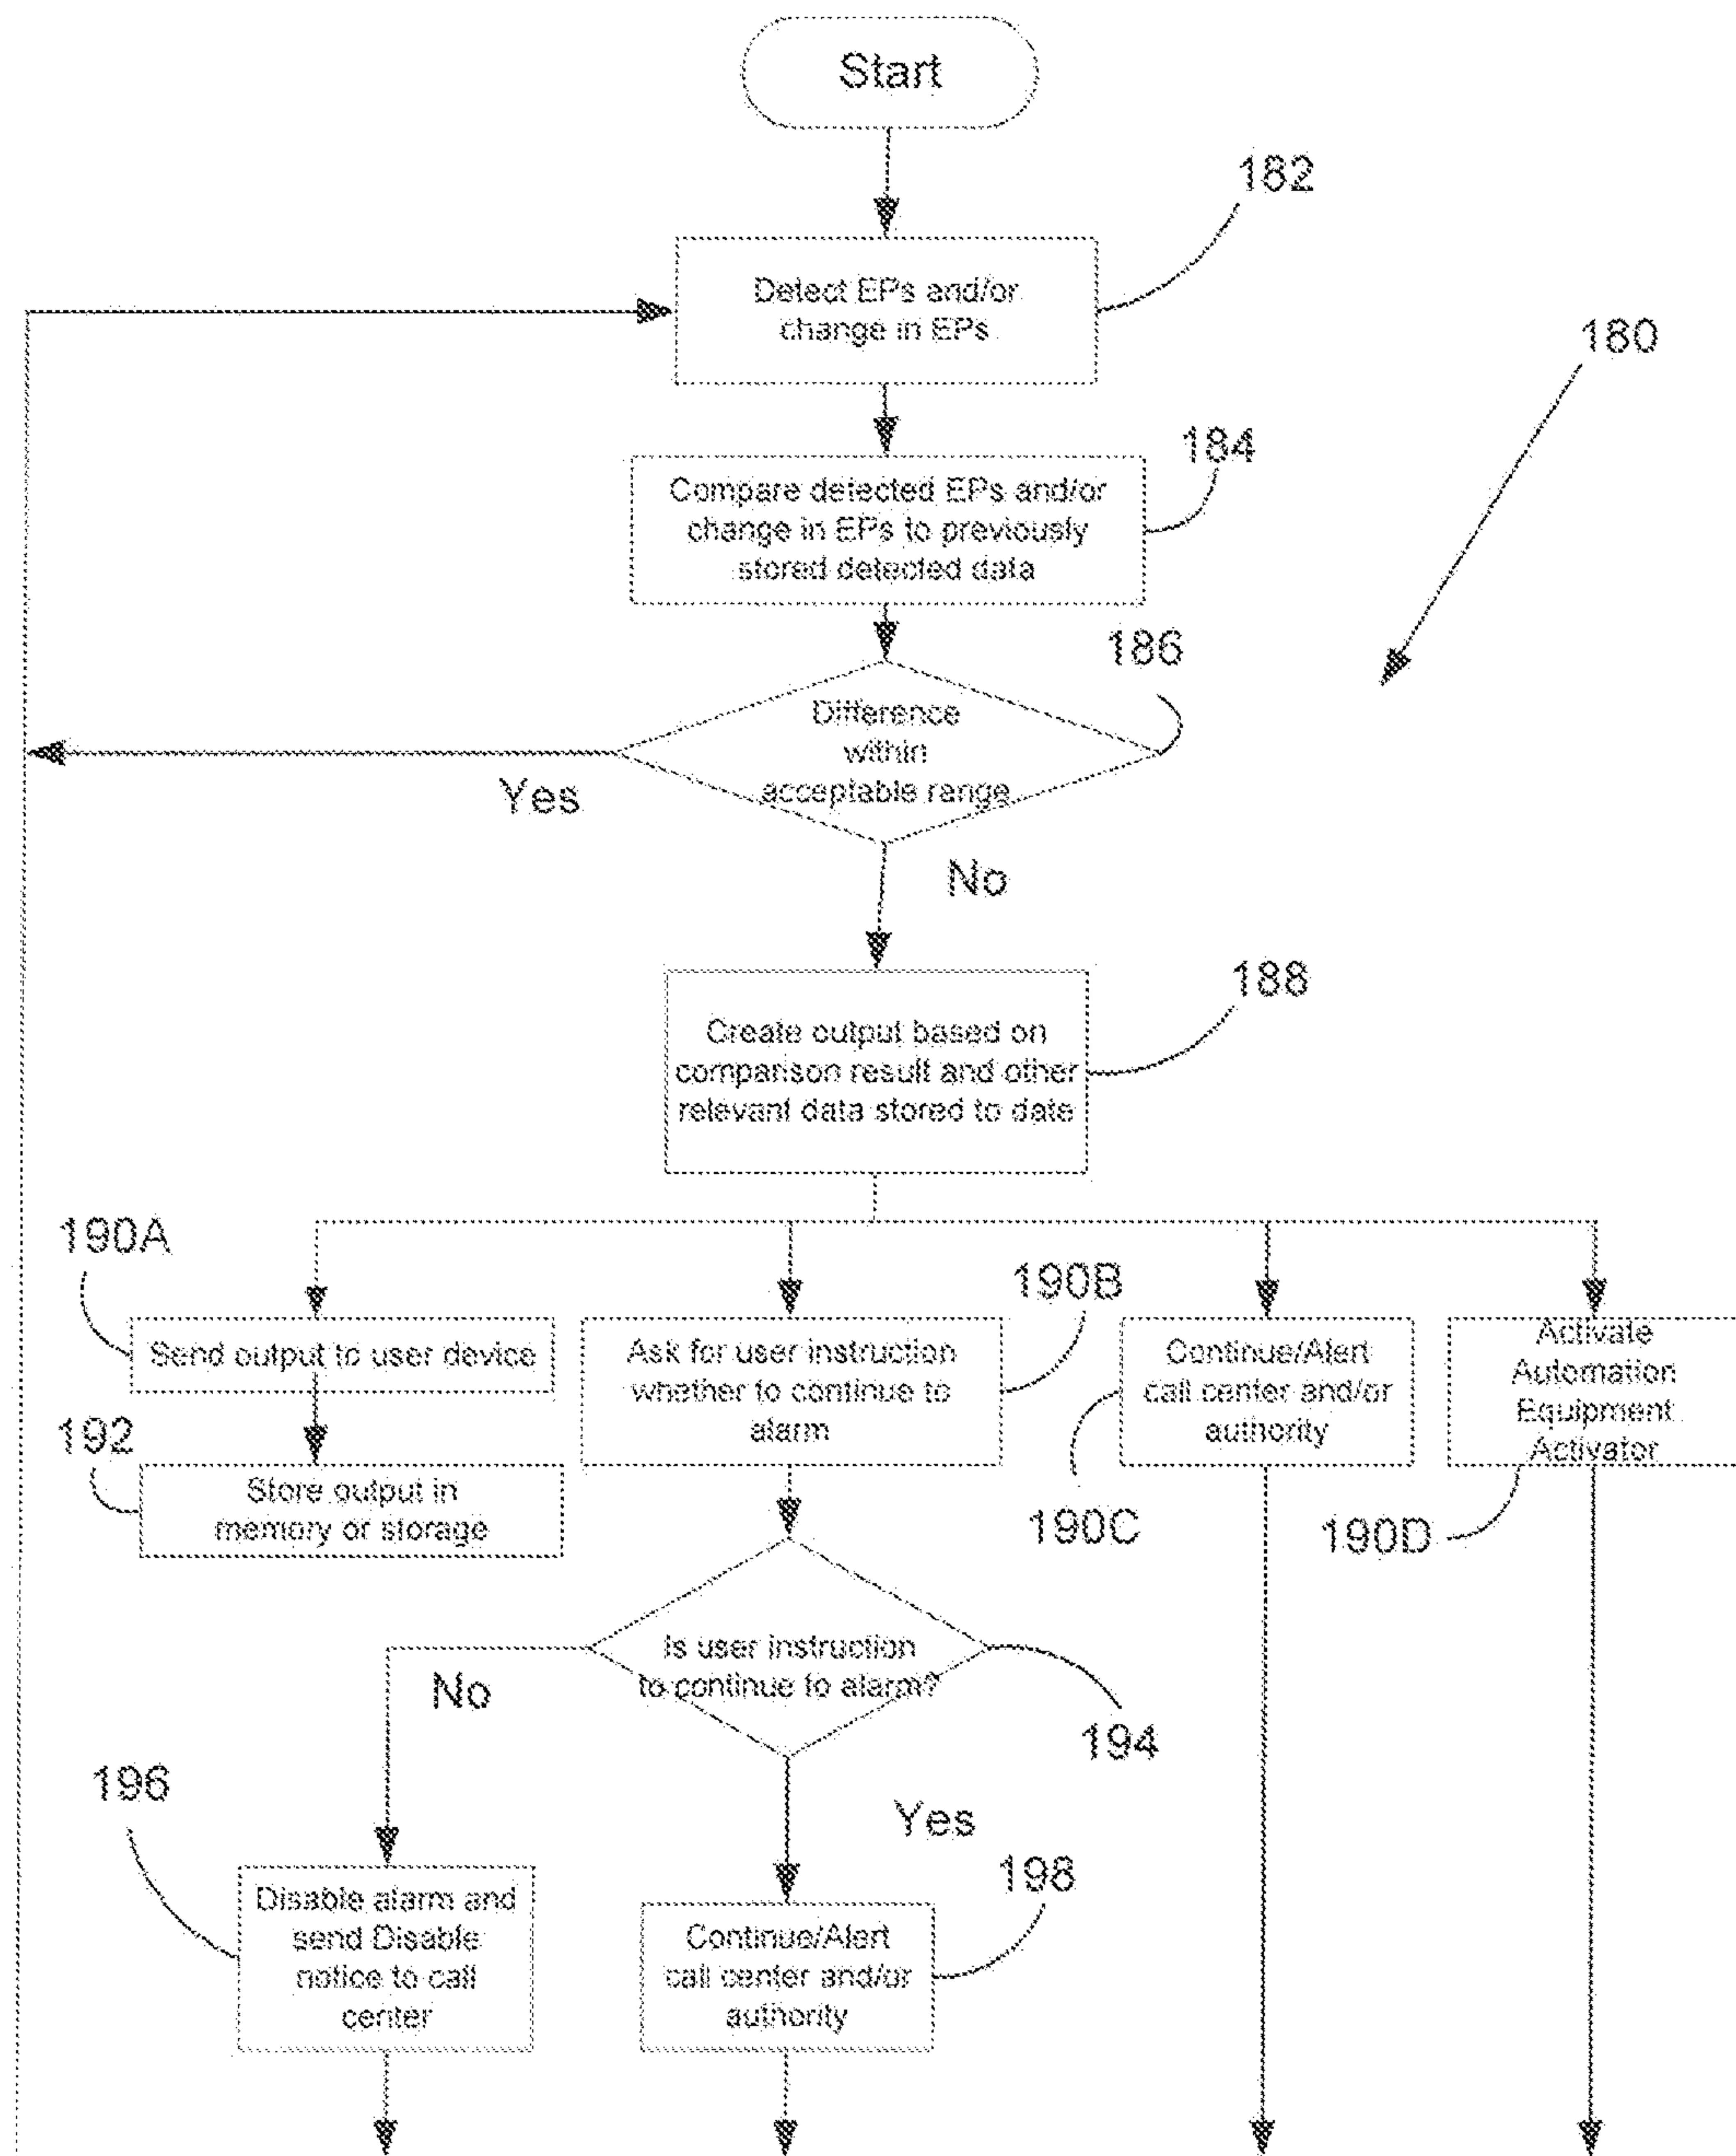 Start
182
Detect EPs and/or
change in EPs
180
184
Compare detected EPs and/or
change in EPs to previously
stored detected data
186
Difference
within
acceptable range
Yes
No
188
Create output based on
comparison result and other
relevant data stored to date
190A
190B
Send output to user device
Ask for user instruction
whether to continue to
alarm
Continue/Alert
call center and/or
authority
Activate
Automation
Equipment
Activator
192
Store output in
memory or storage
190C
190D
Is user instruction
to continue to alarm?
No
194
196
Yes
198
Disable alarm and
send Disable
notice to call
center
Continue/Alert
call center and/or
authority